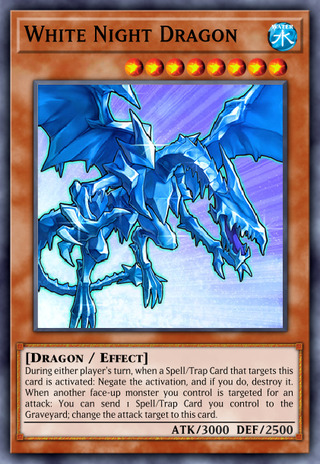 White Night Dragon
WATER
水
[Dragon / Effect]
During either player's turn, when a Spell/Trap Card that targets this
card is activated: Negate the activation, and if you do, destroy it.
When another face-up monster you control is targeted for an
attack: You can send 1 Spell/Trap Card you control to the
Graveyard; change the attack target to this card.
ATK/3000 DEF/2500